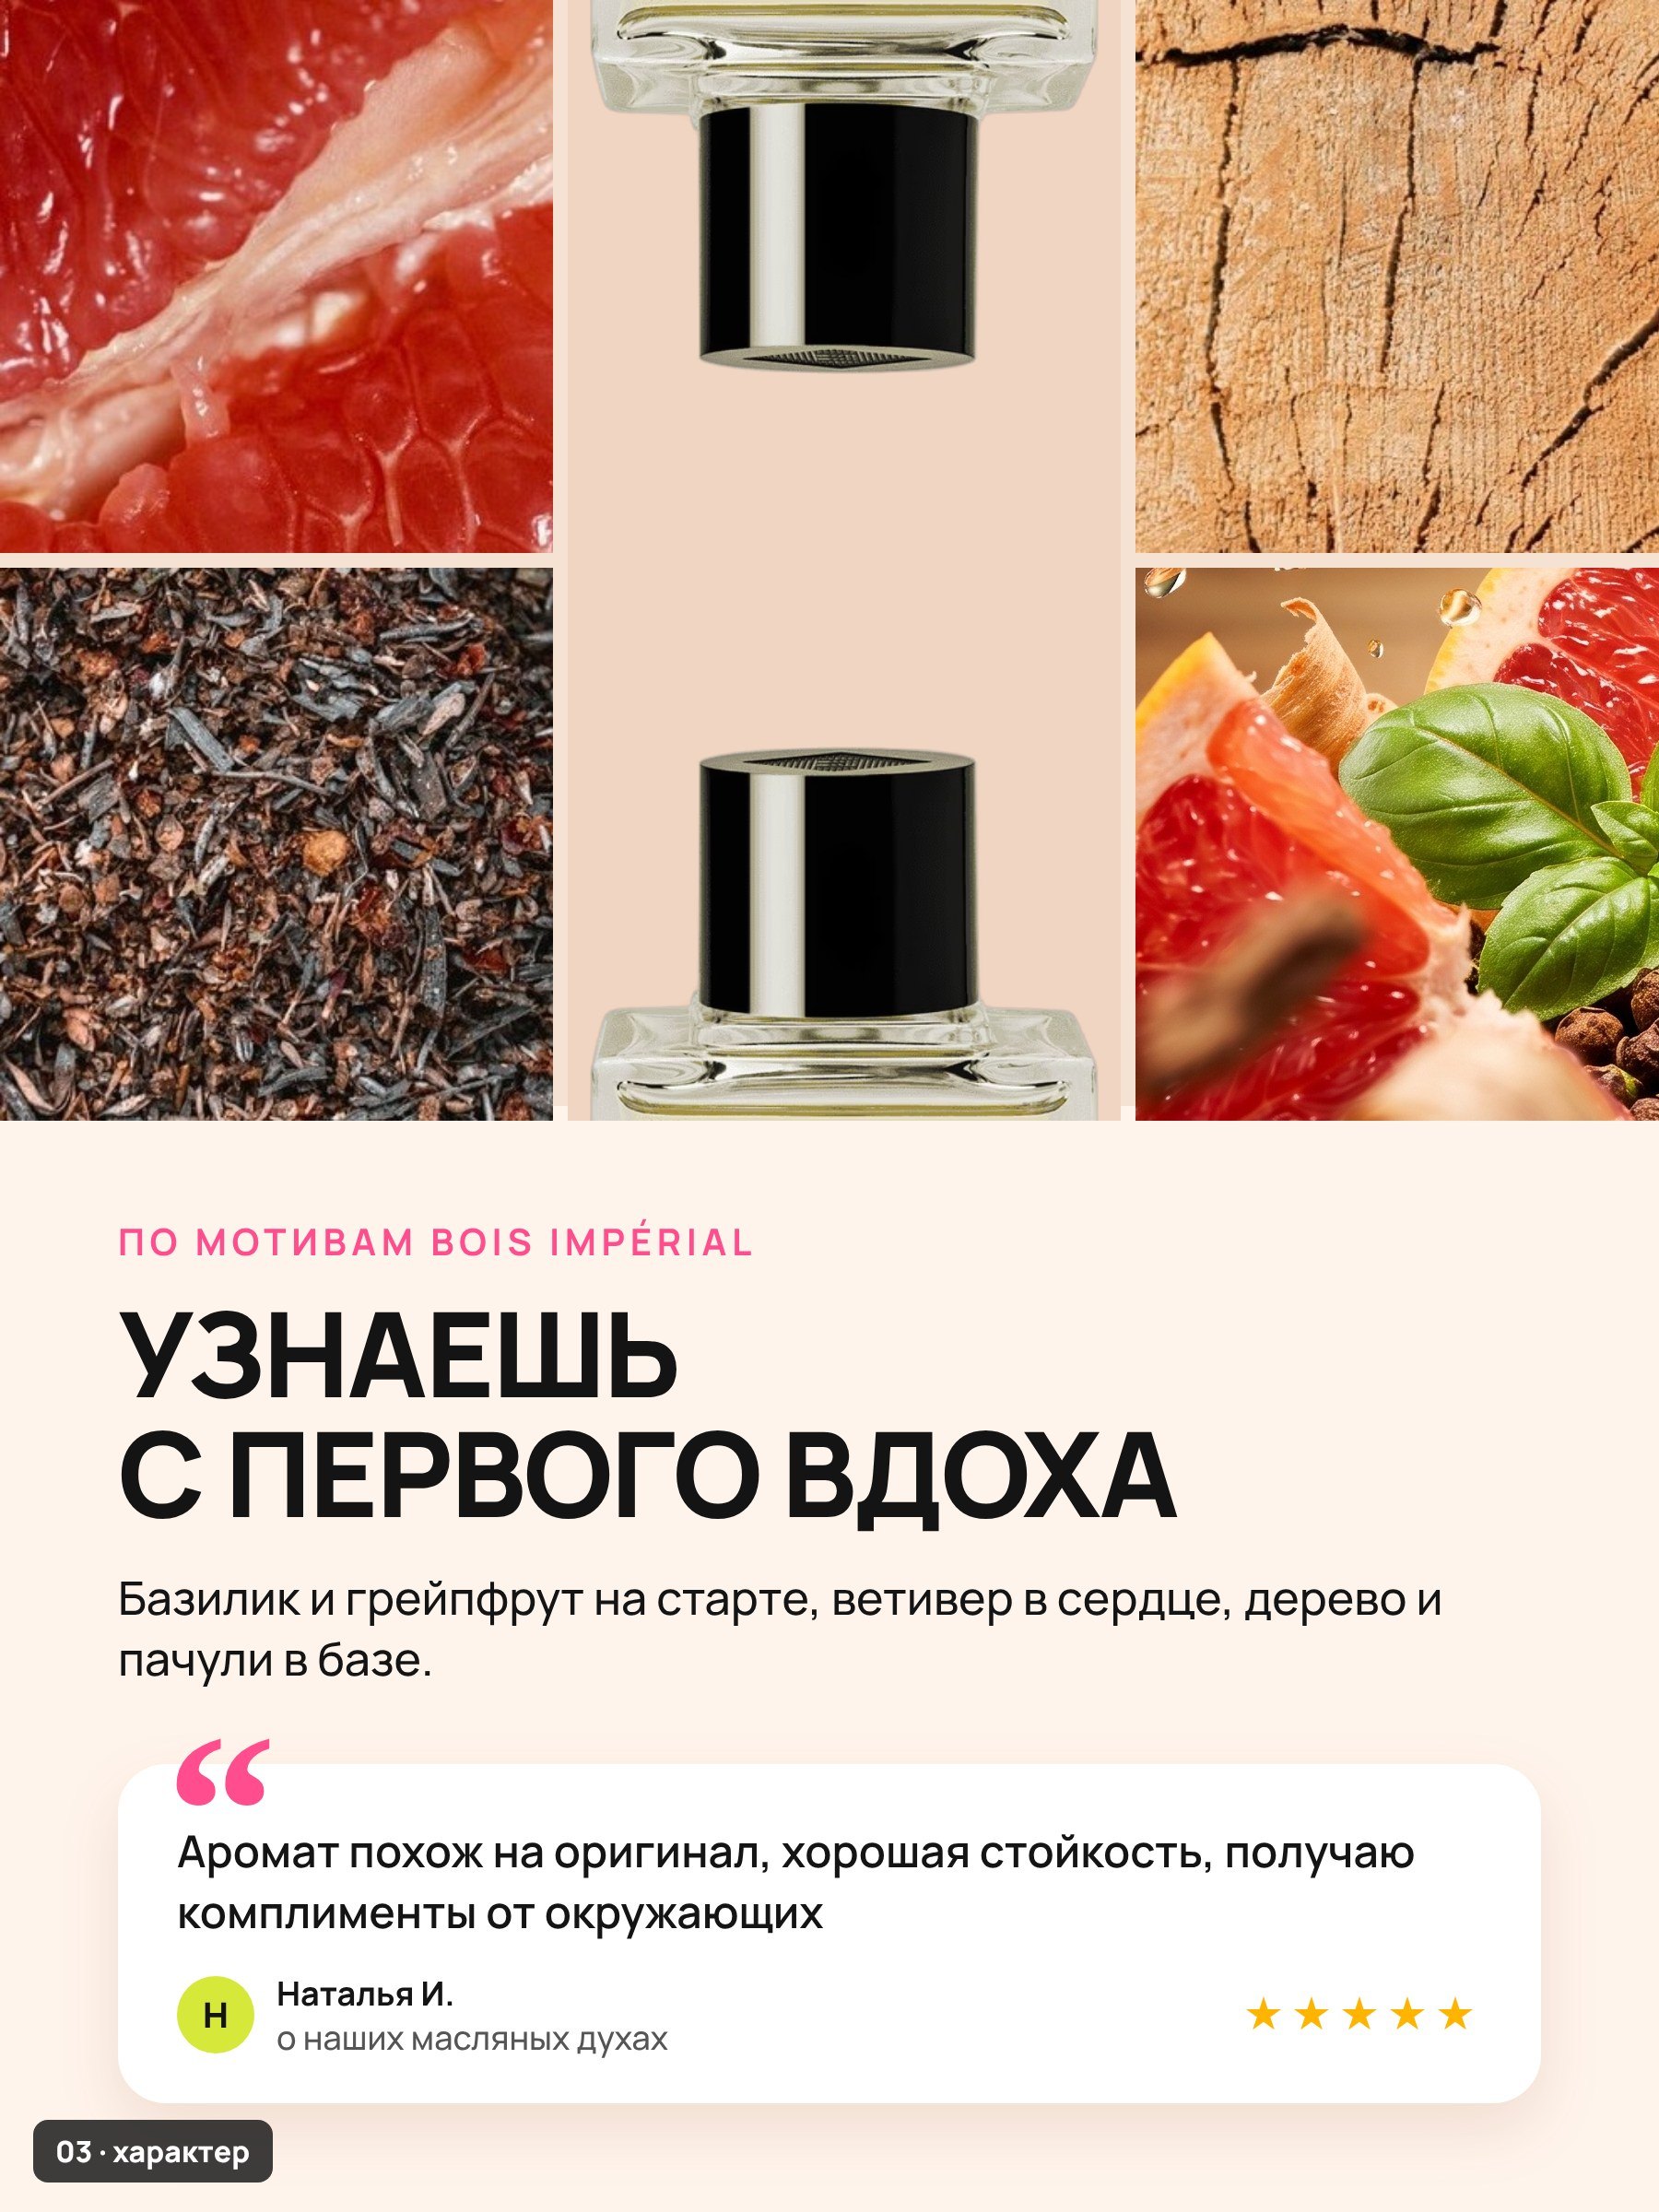 ПО МОТИВАМ BOIS IMPÉRIAL
УЗНАЕШЬ
С ПЕРВОГО ВДОХА
Базилик и грейпфрут на старте, ветивер в сердце, дерево и
пачули в базе.
“
Аромат похож на оригинал, хорошая стойкость, получаю
комплименты от окружающих
Н
Наталья И.
о наших масляных духах
★★★★★
03 · характер